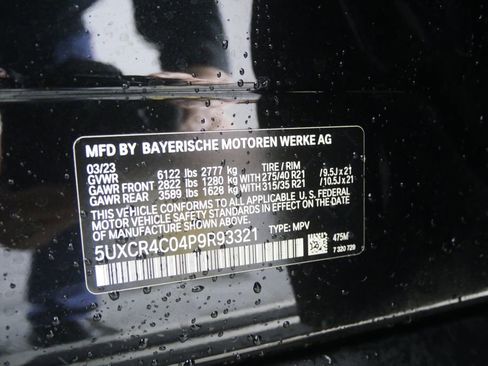 MFD BY BAYERISCHE MOTOREN WERKE AG
03/23
GVWR 6122 lbs 2777 kg TIRE / RIM
GAWR FRONT 2822 lbs 1280 kg WITH 275/40 R21 / 9.5J x 21
GAWR REAR 3589 lbs 1628 kg WITH 315/35 R21 / 10.5J x 21
THIS VEHICLE CONFORMS TO ALL APPLICABLE U.S. FEDERAL
MOTOR VEHICLE SAFETY STANDARDS IN EFFECT ON THE DATE
OF MANUFACTURE SHOWN ABOVE.
5UXCR4C04P9R93321 TYPE: MPV
475M
7 320 729